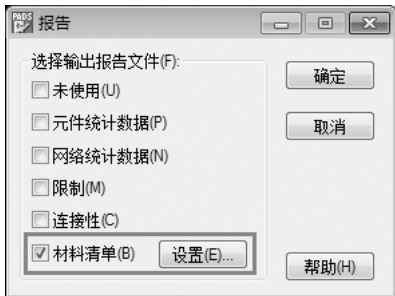 PADS 报告
选择输出报告文件(F):
未使用(U)
元件统计数据(P)
网络统计数据(N)
限制(M)
连接性(C)
材料清单(B) 设置(E)...
确定
取消
帮助(H)